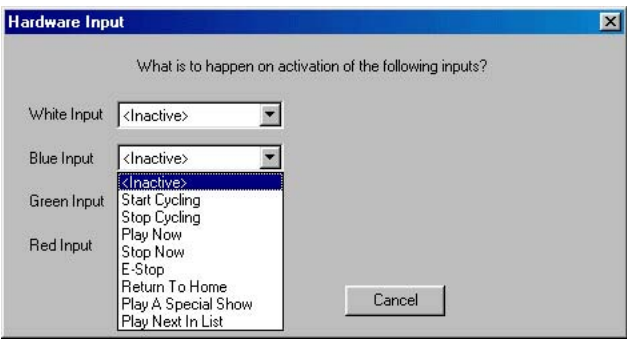 Hardware Input
What is to happen on activation of the following inputs?
White Input <Inactive>
Blue Input <Inactive>
<Inactive>
Start Cycling
Green Input
Stop Cycling
Play Now
Red Input
Stop Now
E-Stop
Return To Home
Play A Special Show
Play Next In List
Cancel